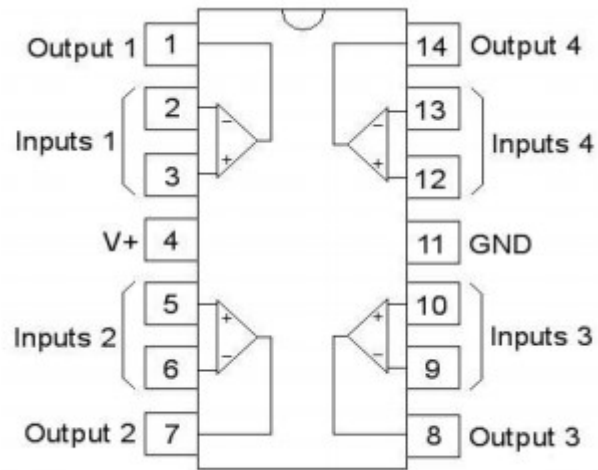 Output 1 1 14 Output 4
2 − − 13
Inputs 1 Inputs 4
3 + + 12
V+ 4 11 GND
5 + + 10
Inputs 2 Inputs 3
6 − − 9
Output 2 7 8 Output 3